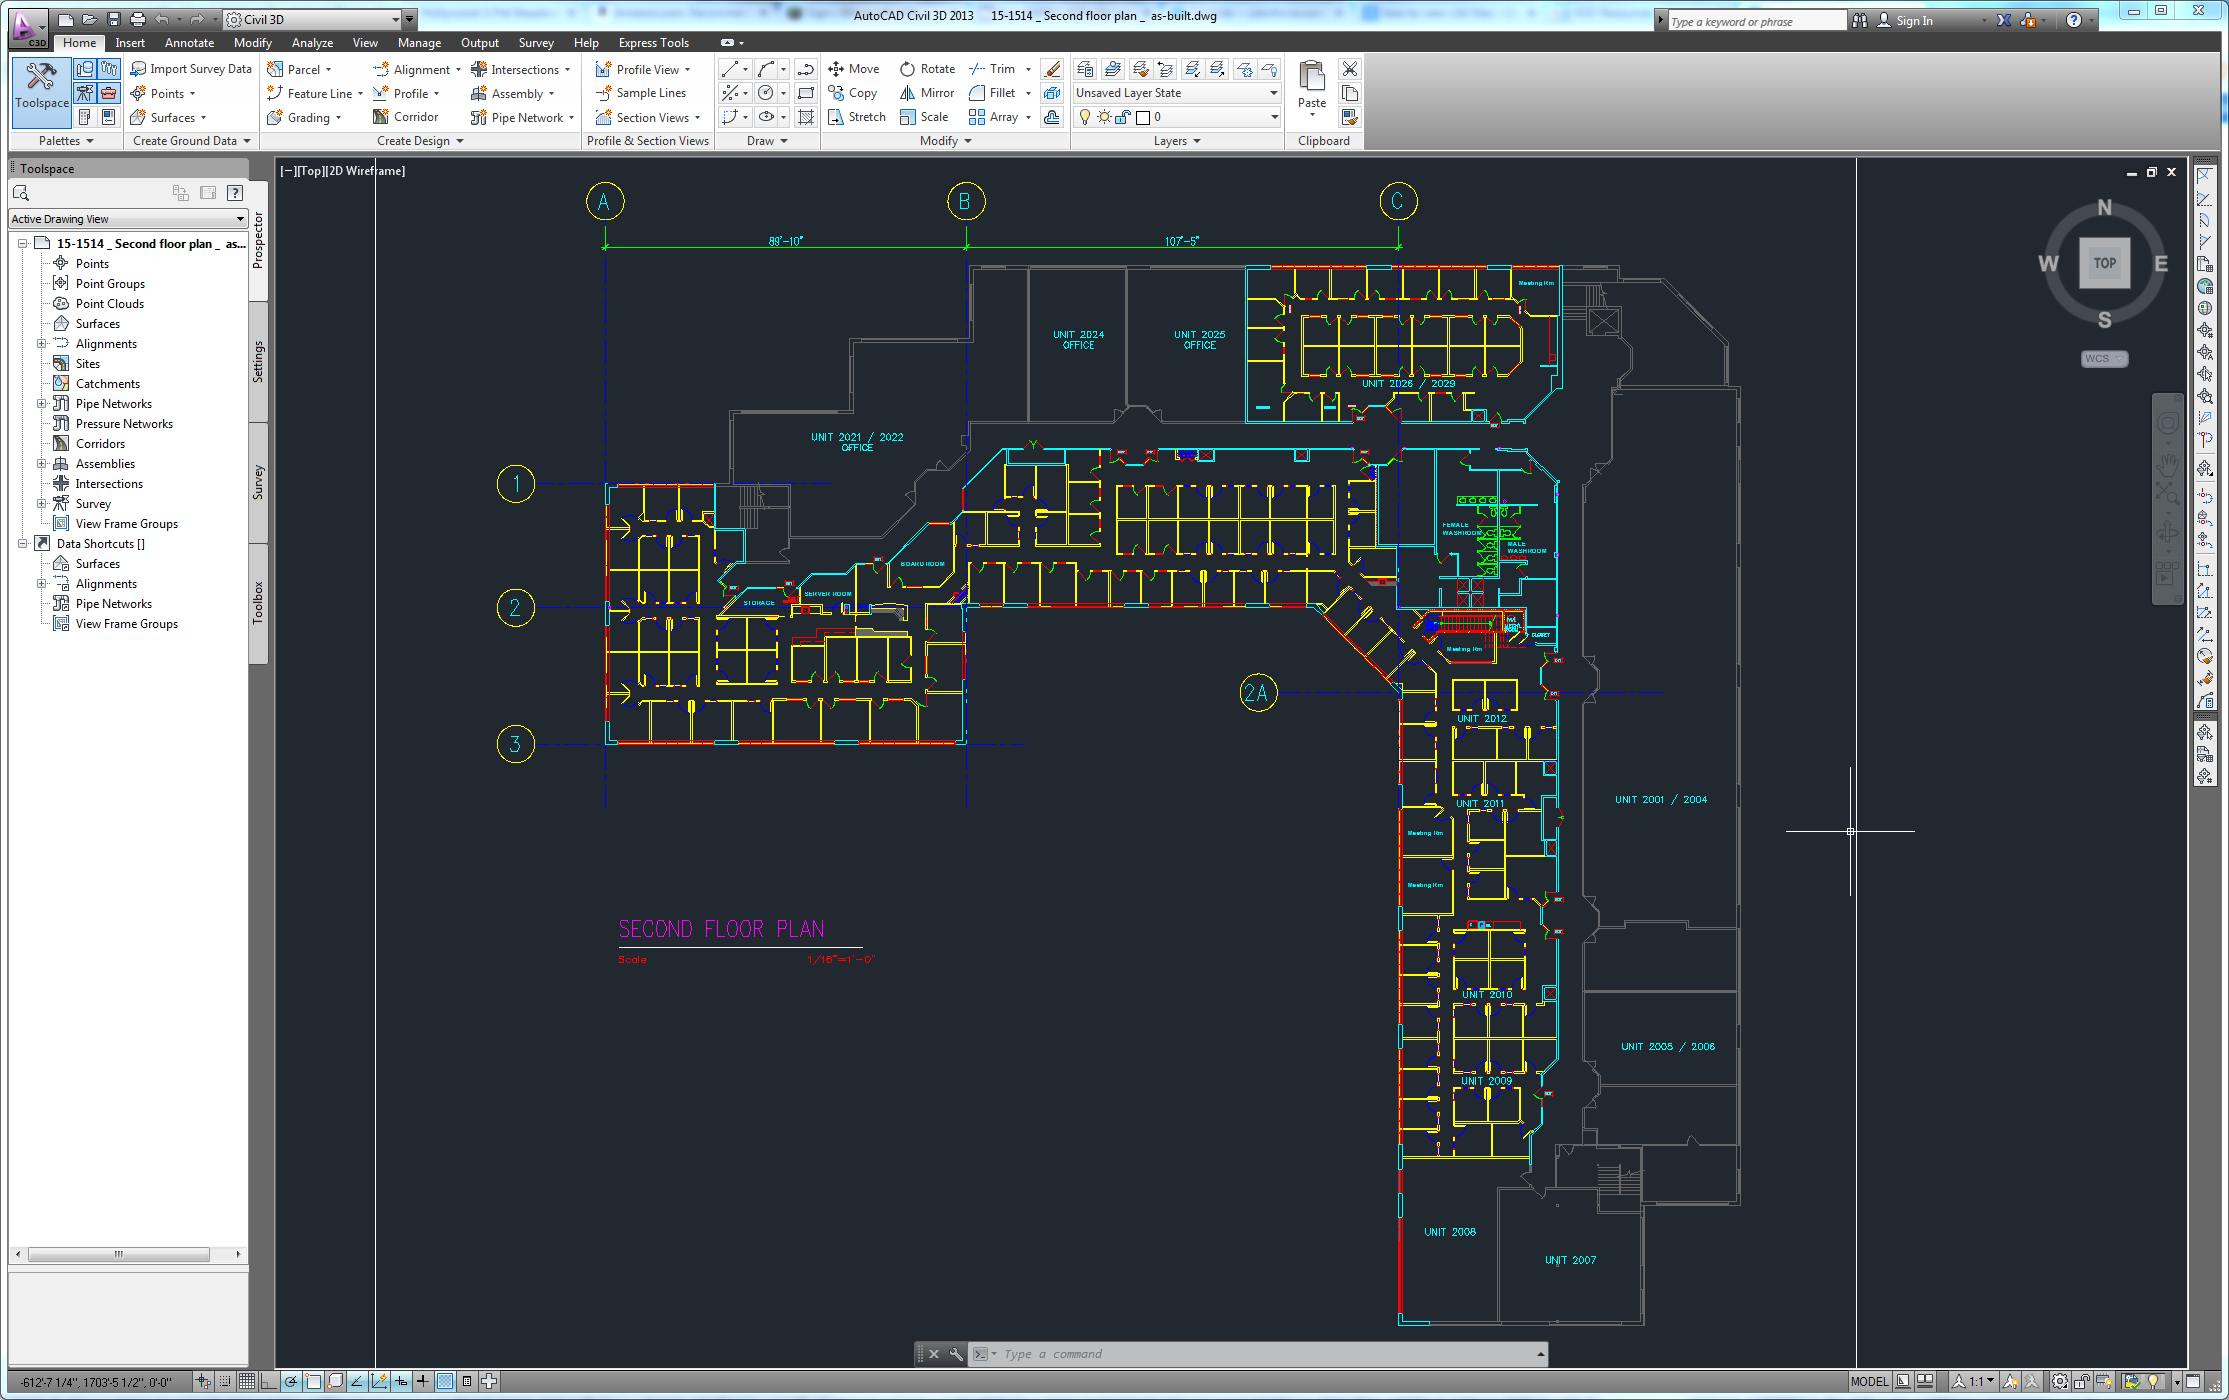 Civil 3D
AutoCAD Civil 3D 2013 15-1514 _ Second floor plan _ as-built.dwg
Type a keyword or phrase
Sign In
C3D
Home Insert Annotate Modify Analyze View Manage Output Survey Help Express Tools
Toolspace
Import Survey Data
Points
Surfaces
Parcel
Feature Line
Grading
Alignment
Profile
Corridor
Intersections
Assembly
Pipe Network
Profile View
Sample Lines
Section Views
Move
Copy
Stretch
Rotate
Mirror
Scale
Trim
Fillet
Array
Unsaved Layer State
0
Paste
Palettes
Create Ground Data
Create Design
Profile & Section Views
Draw
Modify
Layers
Clipboard
Toolspace
Active Drawing View
15-1514 _ Second floor plan _ as...
Points
Point Groups
Point Clouds
Surfaces
Alignments
Sites
Catchments
Pipe Networks
Pressure Networks
Corridors
Assemblies
Intersections
Survey
View Frame Groups
Data Shortcuts []
Surfaces
Alignments
Pipe Networks
View Frame Groups
Prospector
Settings
Survey
Toolbox
[−][Top][2D Wireframe]
A
B
C
89'-10"
107'-5"
N
W
TOP
E
S
WCS
Meeting Rm
UNIT 2024
OFFICE
UNIT 2025
OFFICE
UNIT 2026 / 2029
UNIT 2021 / 2022
OFFICE
1
FEMALE
WASHROOM
MALE
WASHROOM
BOARD ROOM
SERVER ROOM
STORAGE
2
CLOSET
Meeting Rm
2A
UNIT 2012
3
UNIT 2001 / 2004
UNIT 2011
Meeting Rm
Meeting Rm
SECOND FLOOR PLAN
Scale 1/16"=1'-0"
UNIT 2010
UNIT 2005 / 2006
UNIT 2009
UNIT 2008
UNIT 2007
Type a command
-612'-7 1/4", 1703'-5 1/2", 0'-0"
MODEL
1:1